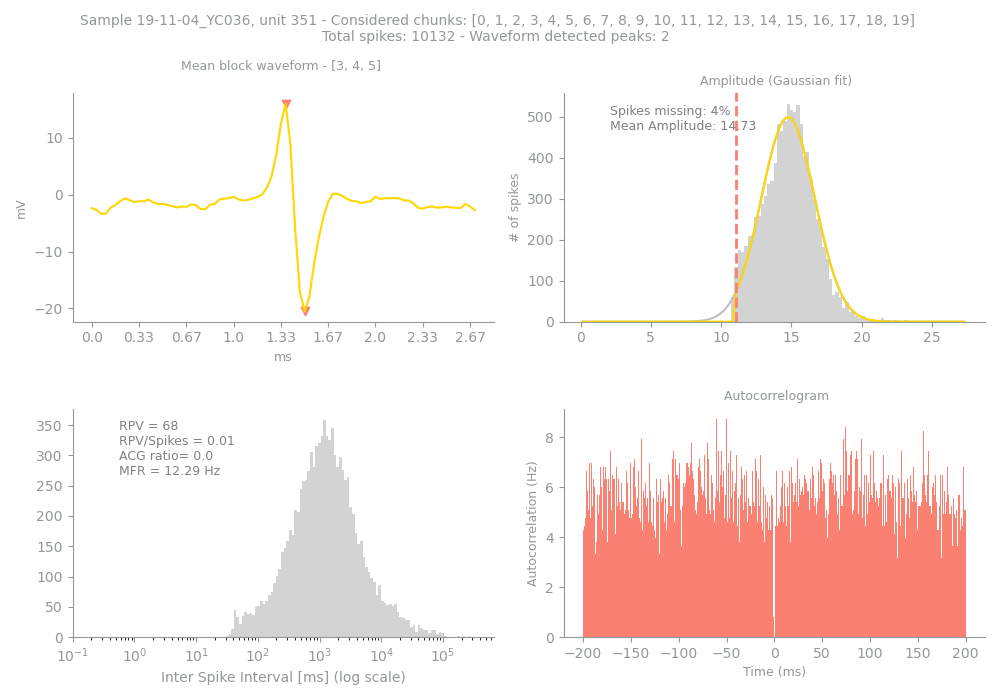 Sample 19-11-04_YC036, unit 351 - Considered chunks: [0, 1, 2, 3, 4, 5, 6, 7, 8, 9, 10, 11, 12, 13, 14, 15, 16, 17, 18, 19]
Total spikes: 10132 - Waveform detected peaks: 2
Mean block waveform - [3, 4, 5]
mV
10
0
−10
−20
0.0 0.33 0.67 1.0 1.33 1.67 2.0 2.33 2.67
ms
Amplitude (Gaussian fit)
Spikes missing: 4%
Mean Amplitude: 14.73
# of spikes
500
400
300
200
100
0
0 5 10 15 20 25
RPV = 68
RPV/Spikes = 0.01
ACG ratio= 0.0
MFR = 12.29 Hz
350
300
250
200
150
100
50
0
10⁻¹ 10⁰ 10¹ 10² 10³ 10⁴ 10⁵
Inter Spike Interval [ms] (log scale)
Autocorrelogram
Autocorrelation (Hz)
8
6
4
2
0
−200 −150 −100 −50 0 50 100 150 200
Time (ms)